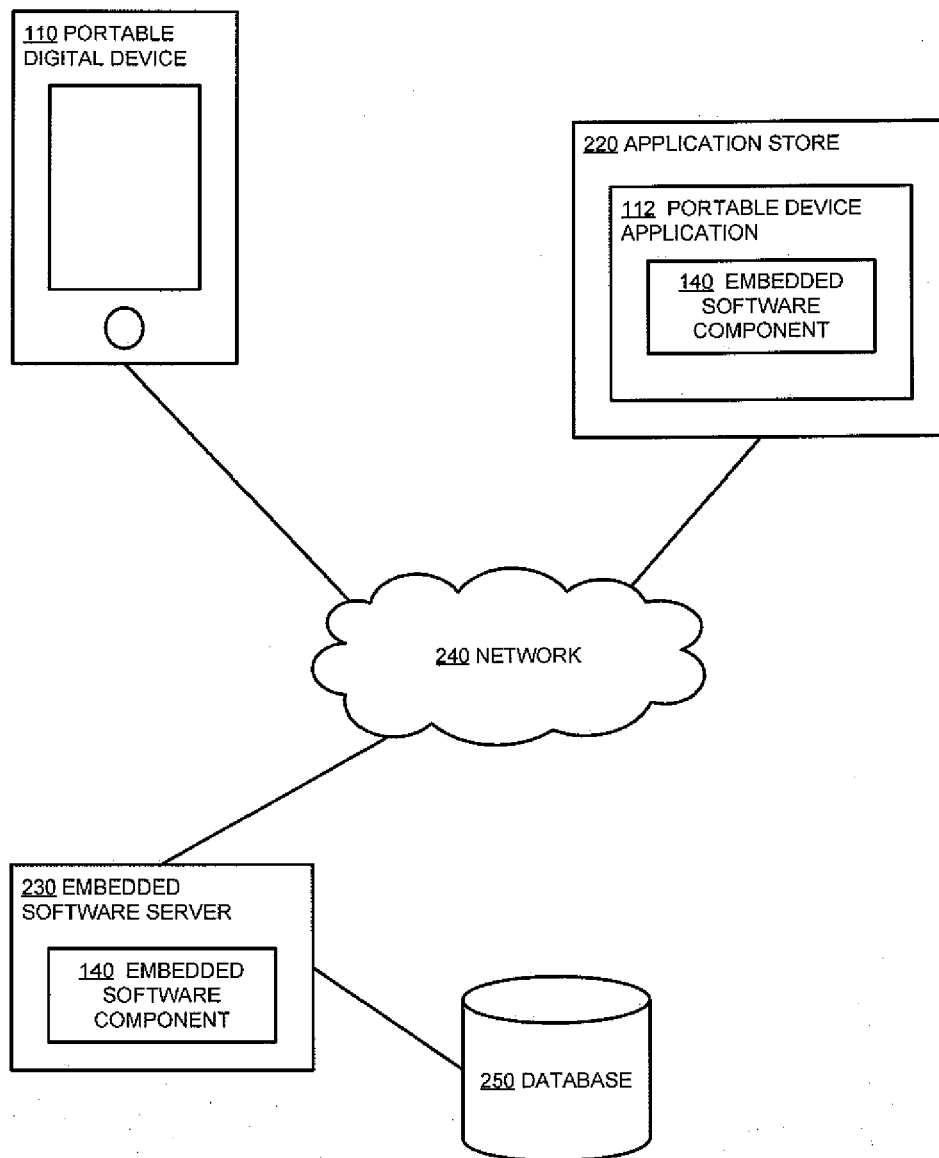 110 PORTABLE
DIGITAL DEVICE
220 APPLICATION STORE
112 PORTABLE DEVICE
APPLICATION
140 EMBEDDED
SOFTWARE
COMPONENT
240 NETWORK
230 EMBEDDED
SOFTWARE SERVER
140 EMBEDDED
SOFTWARE
COMPONENT
250 DATABASE